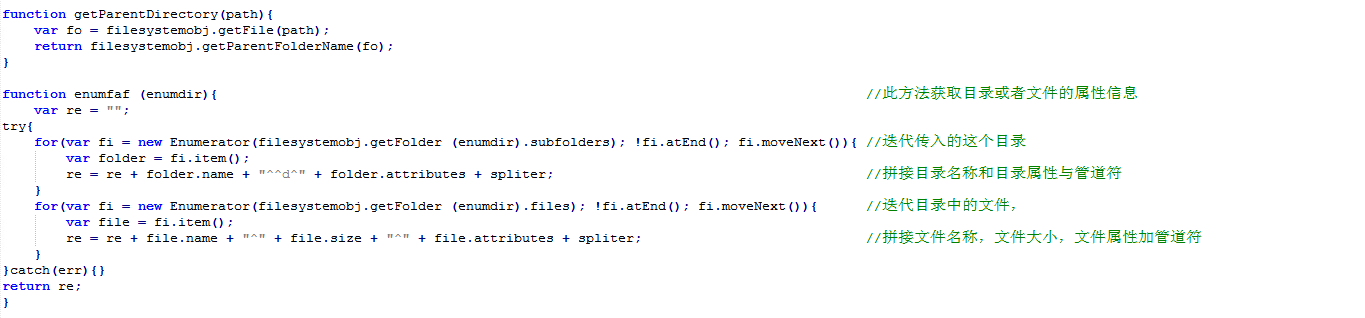 function getParentDirectory(path){
    var fo = filesystemobj.getFile(path);
    return filesystemobj.getParentFolderName(fo);
}
function enumfaf (enumdir){ //此方法获取目录或者文件的属性信息
    var re = "";
try{
    for(var fi = new Enumerator(filesystemobj.getFolder (enumdir).subfolders); !fi.atEnd(); fi.moveNext()){ //迭代传入的这个目录
        var folder = fi.item();
        re = re + folder.name + "^^d^" + folder.attributes + spliter; //拼接目录名称和目录属性与管道符
    }
    for(var fi = new Enumerator(filesystemobj.getFolder (enumdir).files); !fi.atEnd(); fi.moveNext()){ //迭代目录中的文件，
        var file = fi.item();
        re = re + file.name + "^" + file.size + "^" + file.attributes + spliter; //拼接文件名称，文件大小，文件属性加管道符
    }
}catch(err){}
return re;
}